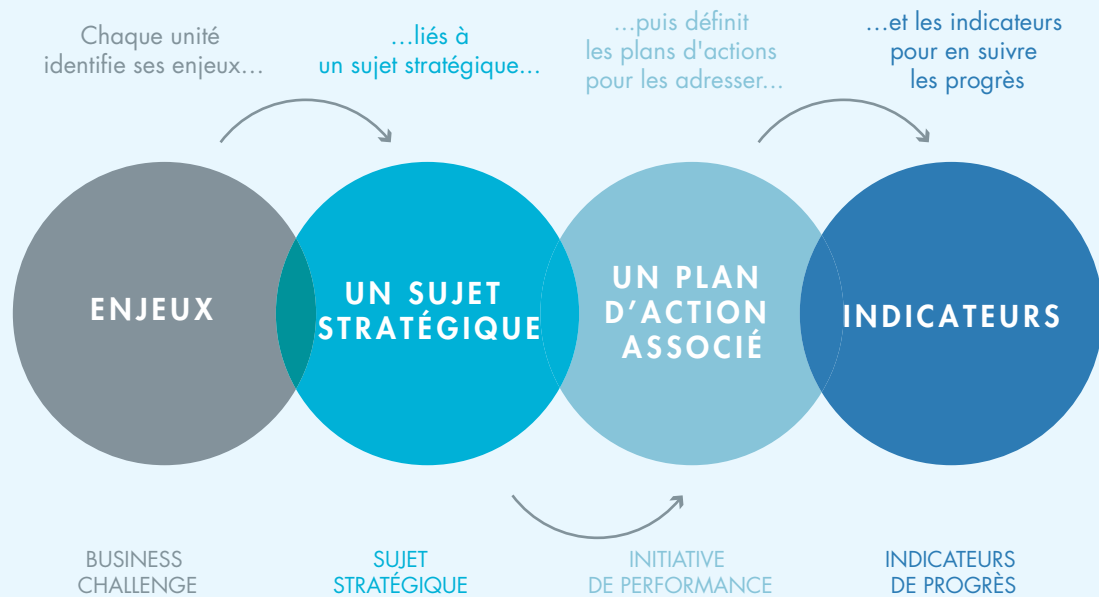 Chaque unité
identifie ses enjeux…
…liés à
un sujet stratégique…
…puis définit
les plans d'actions
pour les adresser…
…et les indicateurs
pour en suivre
les progrès
ENJEUX
UN SUJET
STRATÉGIQUE
UN PLAN
D’ACTION
ASSOCIÉ
INDICATEURS
BUSINESS
CHALLENGE
SUJET
STRATÉGIQUE
INITIATIVE
DE PERFORMANCE
INDICATEURS
DE PROGRÈS